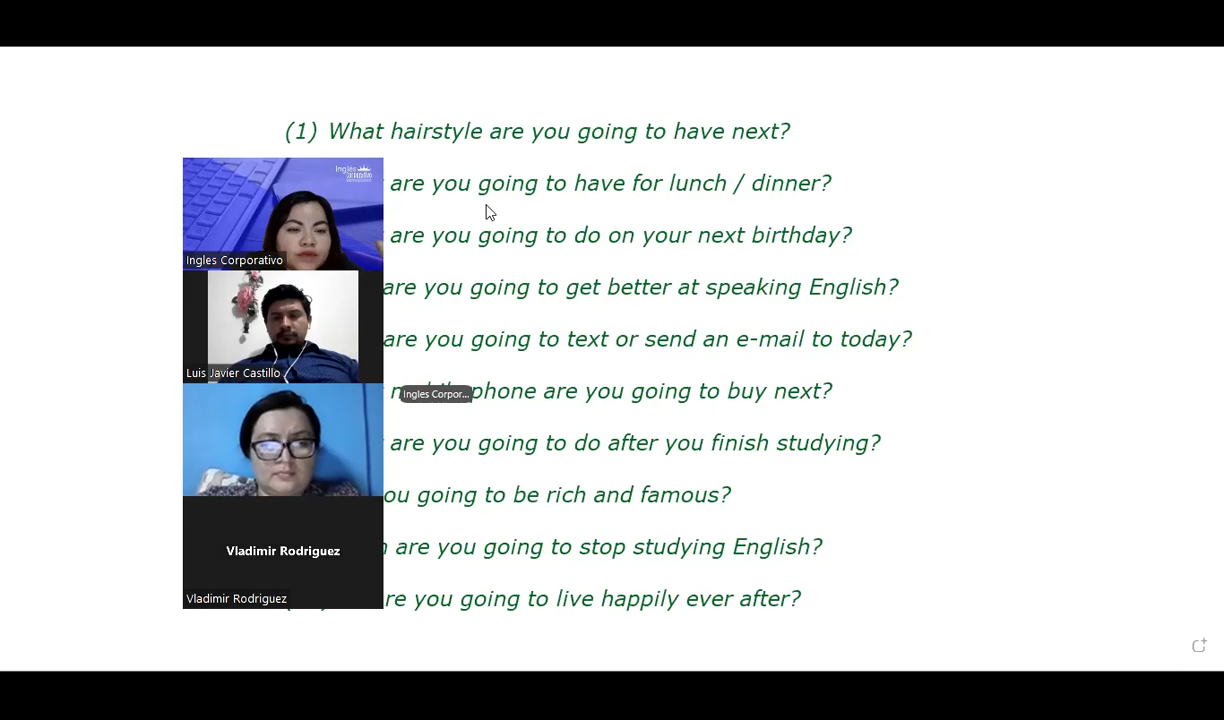 (1) What hairstyle are you going to have next?
are you going to have for lunch / dinner?
are you going to do on your next birthday?
are you going to get better at speaking English?
are you going to text or send an e-mail to today?
phone are you going to buy next?
are you going to do after you finish studying?
going to be rich and famous?
are you going to stop studying English?
you going to live happily ever after?
Ingles Corporativo
Luis Javier Castillo
Ingles Corpor...
Vladimir Rodriguez
Vladimir Rodriguez